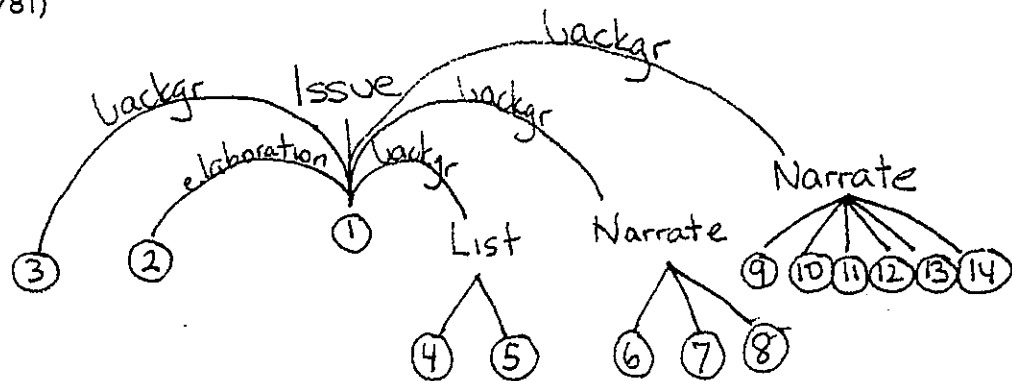 781)
backgr
backgr Issue backgr
elaboration backgr
Narrate
List Narrate
3 2 1
9 10 11 12 13 14
4 5 6 7 8